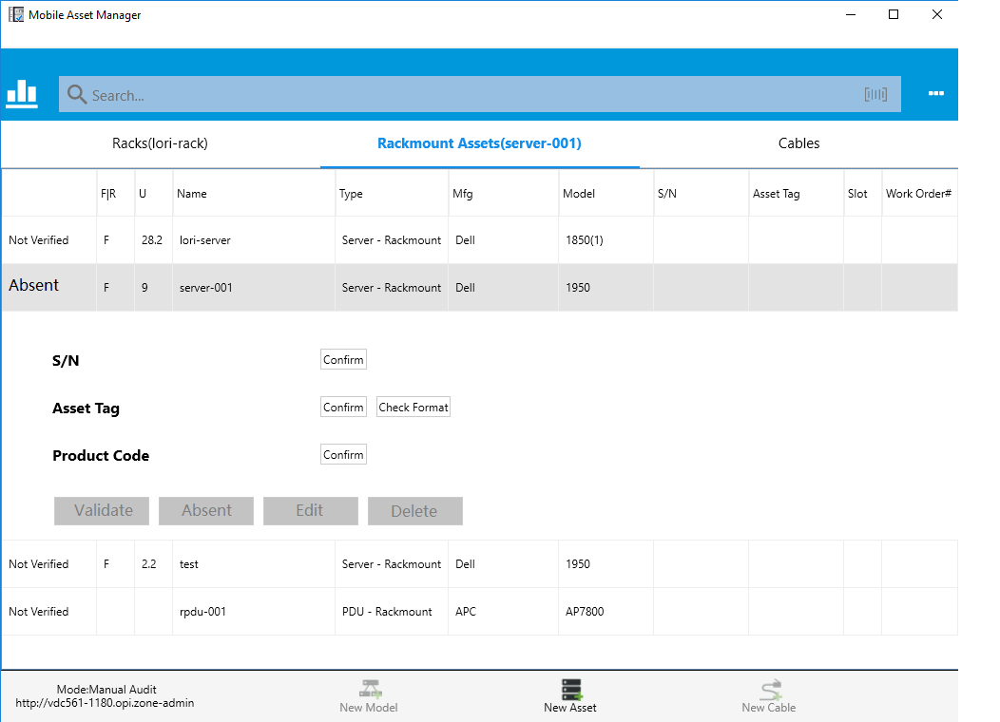 Mobile Asset Manager
Search...
Racks(lori-rack) Rackmount Assets(server-001) Cables
F|R U Name Type Mfg Model S/N Asset Tag Slot Work Order#
Not Verified F 28.2 lori-server Server - Rackmount Dell 1850(1)
Absent F 9 server-001 Server - Rackmount Dell 1950
S/N Confirm
Asset Tag Confirm Check Format
Product Code Confirm
Validate Absent Edit Delete
Not Verified F 2.2 test Server - Rackmount Dell 1950
Not Verified rpdu-001 PDU - Rackmount APC AP7800
Mode:Manual Audit
http://vdc561-1180.opi.zone-admin
New Model New Asset New Cable